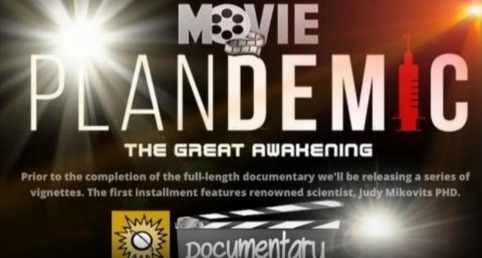 MOVIE
PLANDEMIC
THE GREAT AWAKENING
Prior to the completion of the full-length documentary we'll be releasing a series of
vignettes. The first installment features renowned scientist, Judy Mikovits PHD.
Documentary